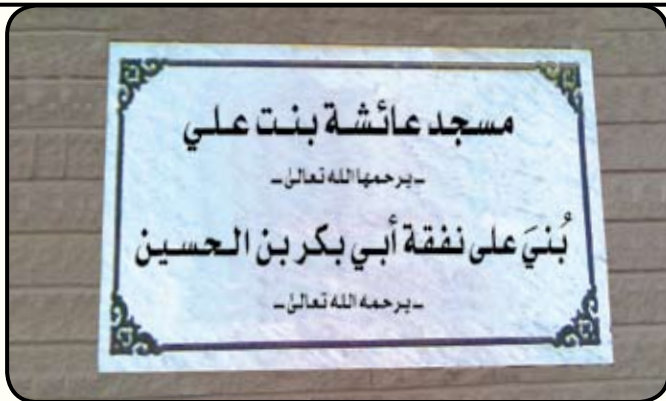 مسجد عائشة بنت علي
ـ يرحمها الله تعالىٰ ـ
بُنيَ على نفقة أبي بكر بن الحسين
ـ يرحمه الله تعالىٰ ـ